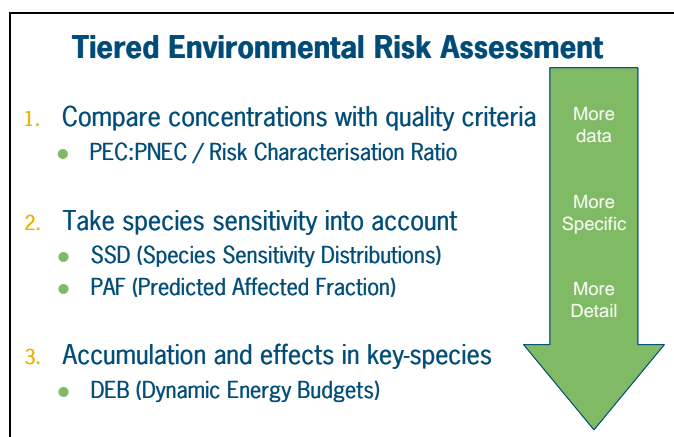 Tiered Environmental Risk Assessment
1. Compare concentrations with quality criteria
● PEC:PNEC / Risk Characterisation Ratio
2. Take species sensitivity into account
● SSD (Species Sensitivity Distributions)
● PAF (Predicted Affected Fraction)
3. Accumulation and effects in key-species
● DEB (Dynamic Energy Budgets)
More
data
More
Specific
More
Detail